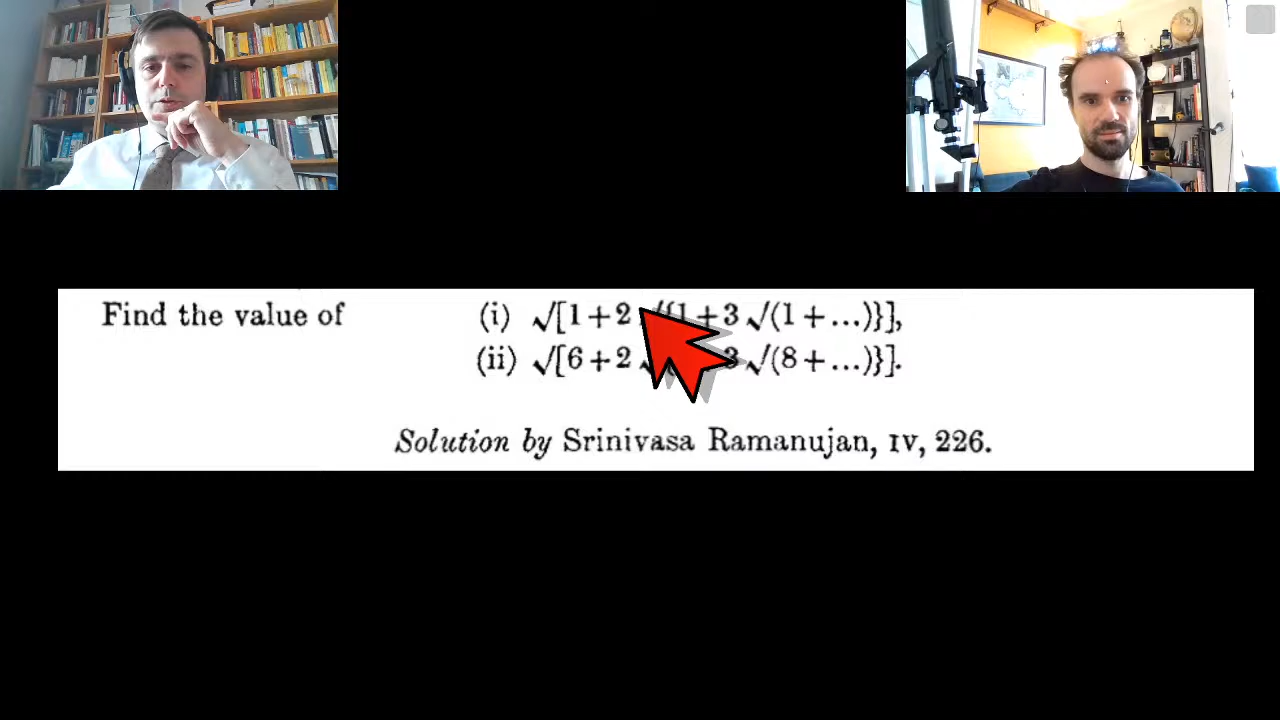 Find the value of (i) √[1+2 √{1+3 √(1+...)}],
(ii) √[6+2 3 √(8+...)}].
Solution by Srinivasa Ramanujan, IV, 226.